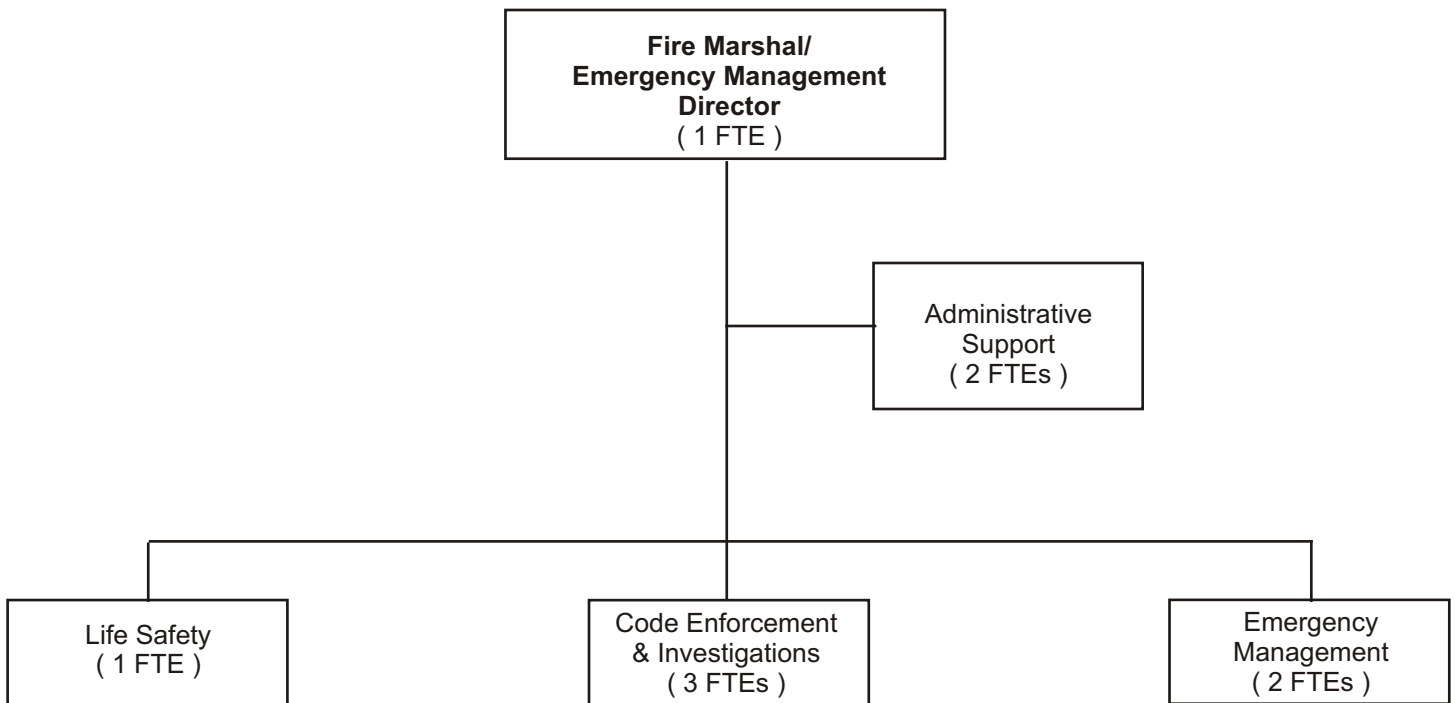 Fire Marshal/
Emergency Management
Director
( 1 FTE )
Administrative
Support
( 2 FTEs )
Life Safety
( 1 FTE )
Code Enforcement
& Investigations
( 3 FTEs )
Emergency
Management
( 2 FTEs )